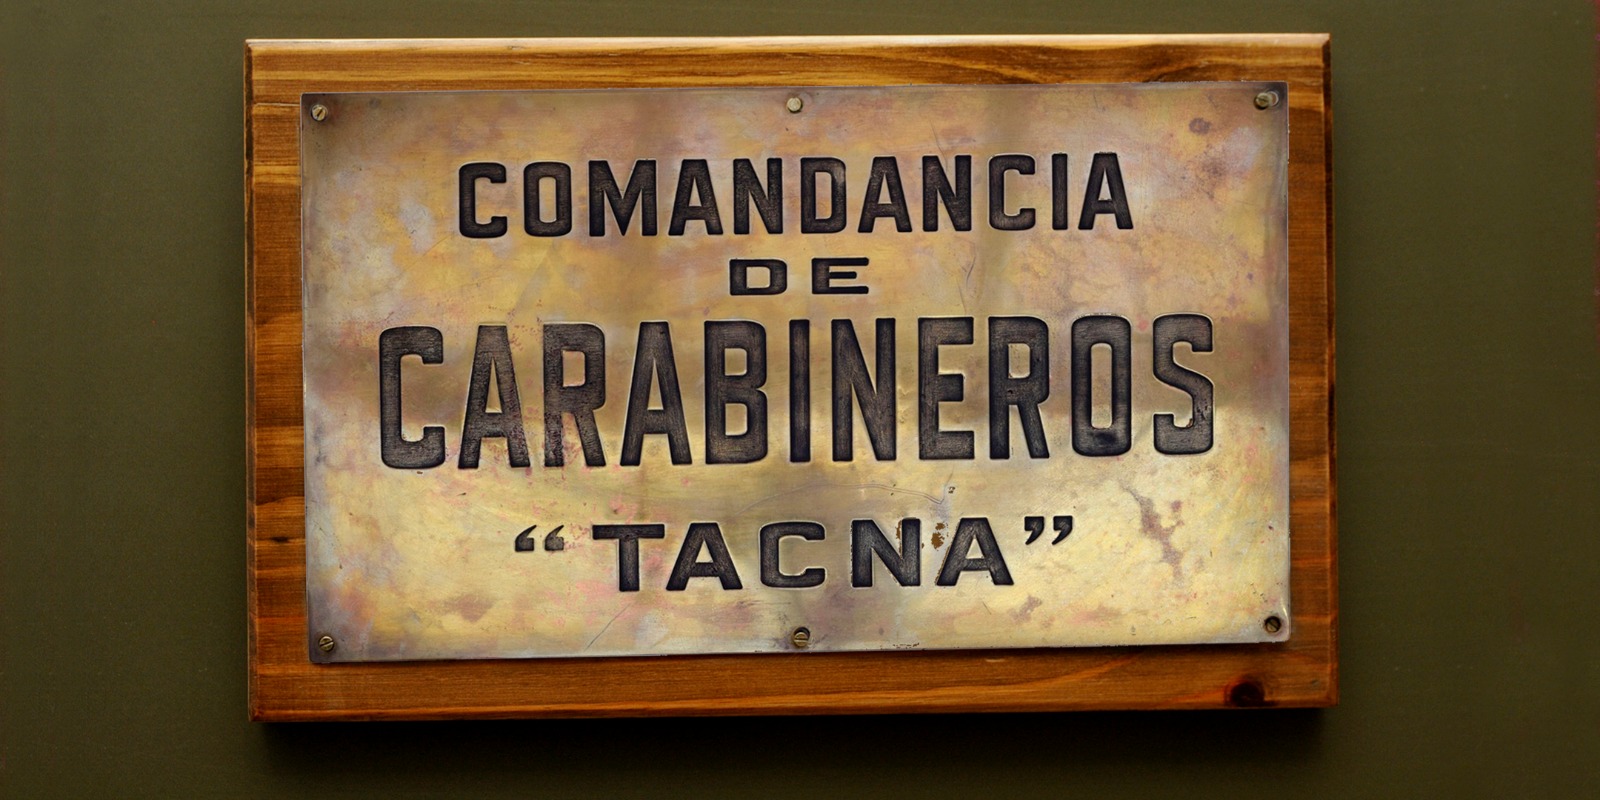 COMANDANCIA
DE
CARABINEROS
“TACNA”